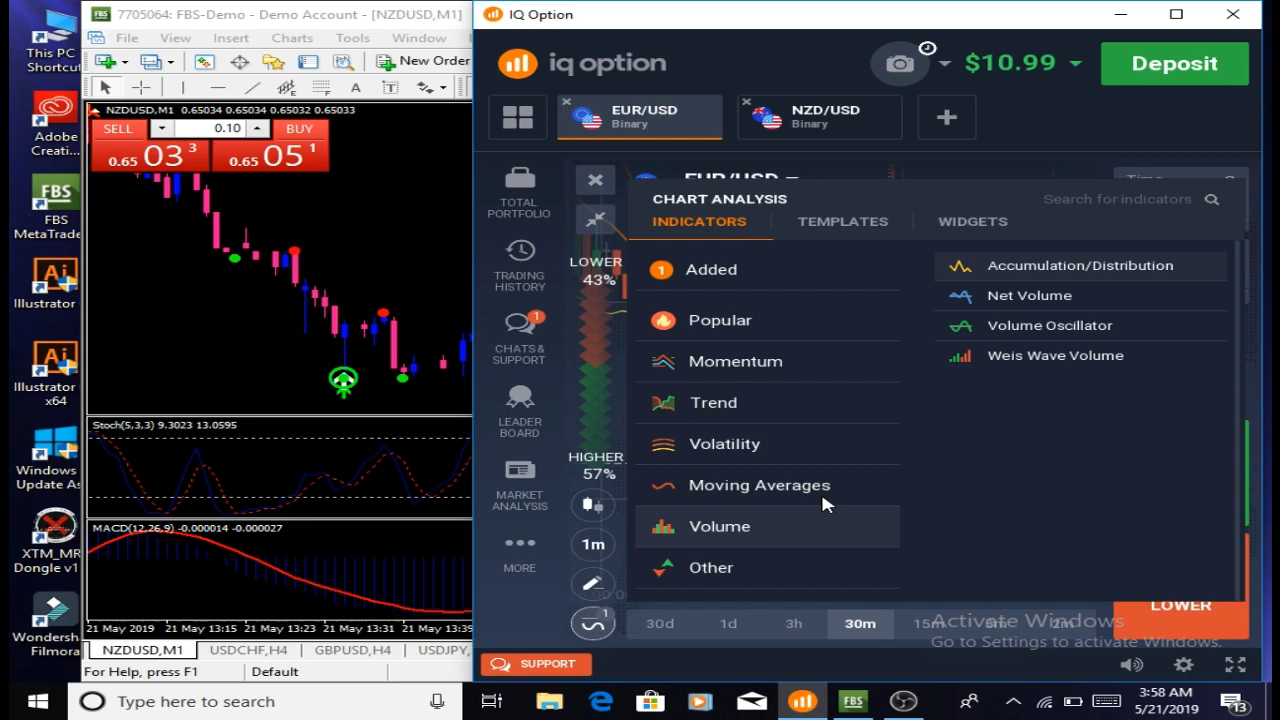 This PC
Shortcu
Adobe
Creati...
FBS
MetaTrade
Illustrator
Illustrator
x64
Windows
Update As
XTM_MR
Dongle v1
Wondersh
Filmora
7705064: FBS-Demo - Demo Account - [NZDUSD,M1]
File View Insert Charts Tools Window
New Order
A T
NZDUSD,M1 0.65034 0.65034 0.65032 0.65033
SELL 0.10 BUY
0.65 03 3 0.65 05 1
Stoch(5,3,3) 9.3023 13.0595
MACD(12,26,9) -0.000014 -0.000027
21 May 2019 21 May 13:15 21 May 13:23 21 May 13:31 21 May 13:39
NZDUSD,M1 USDCHF,H4 GBPUSD,H4 USDJPY,
For Help, press F1 Default
IQ Option
iq option
$10.99
Deposit
EUR/USD
Binary
NZD/USD
Binary
TOTAL
PORTFOLIO
TRADING
HISTORY
1
CHATS &
SUPPORT
LEADER
BOARD
MARKET
ANALYSIS
MORE
LOWER
43%
HIGHER
57%
1m
1
EUR/USD
Time
CHART ANALYSIS
Search for indicators
INDICATORS TEMPLATES WIDGETS
1 Added
Popular
Momentum
Trend
Volatility
Moving Averages
Volume
Other
Accumulation/Distribution
Net Volume
Volume Oscillator
Weis Wave Volume
30d 1d 3h 30m 15m 2m
LOWER
Activate Windows
Go to Settings to activate Windows.
SUPPORT
Type here to search
FBS
3:58 AM
5/21/2019
13